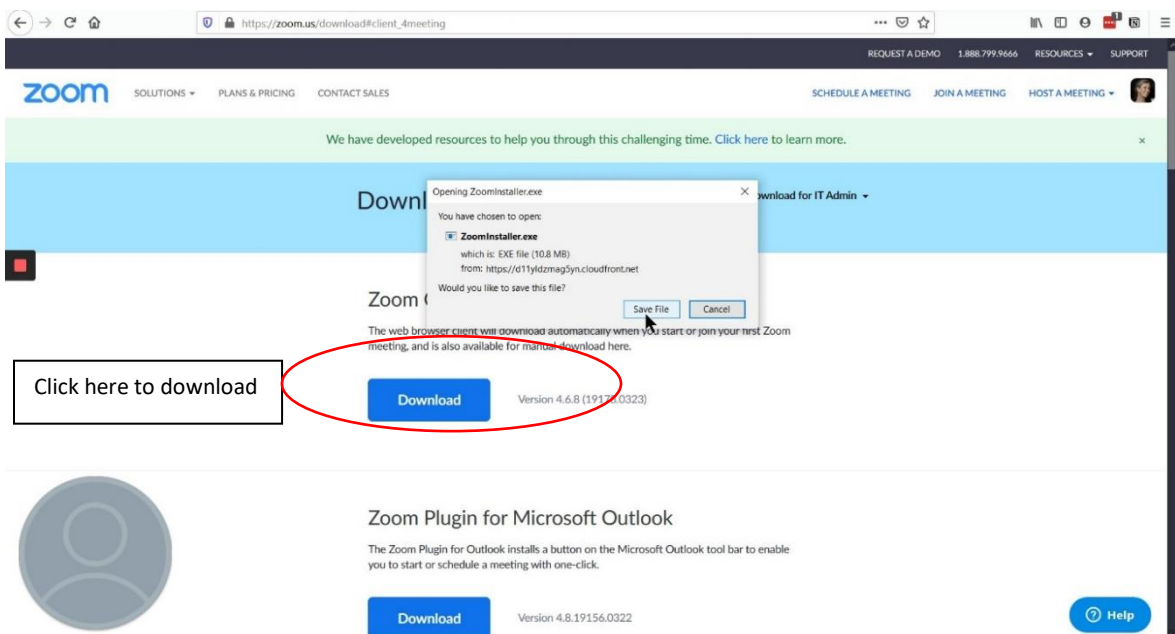 https://zoom.us/download#client_4meeting
REQUEST A DEMO 1.888.799.9666 RESOURCES SUPPORT
zoom SOLUTIONS PLANS & PRICING CONTACT SALES SCHEDULE A MEETING JOIN A MEETING HOST A MEETING
We have developed resources to help you through this challenging time. Click here to learn more. ×
Downl
ownload for IT Admin
Opening ZoomInstaller.exe
You have chosen to open:
ZoomInstaller.exe
which is: EXE file (10.8 MB)
from: https://d11yldzmag5yn.cloudfront.net
Would you like to save this file?
Save File Cancel
Zoom
The web browser client will download automatically when you start or join your first Zoom
meeting, and is also available for manual download here.
Click here to download
Download Version 4.6.8 (19178.0323)
Zoom Plugin for Microsoft Outlook
The Zoom Plugin for Outlook installs a button on the Microsoft Outlook tool bar to enable
you to start or schedule a meeting with one-click.
Download Version 4.8.19156.0322
Help